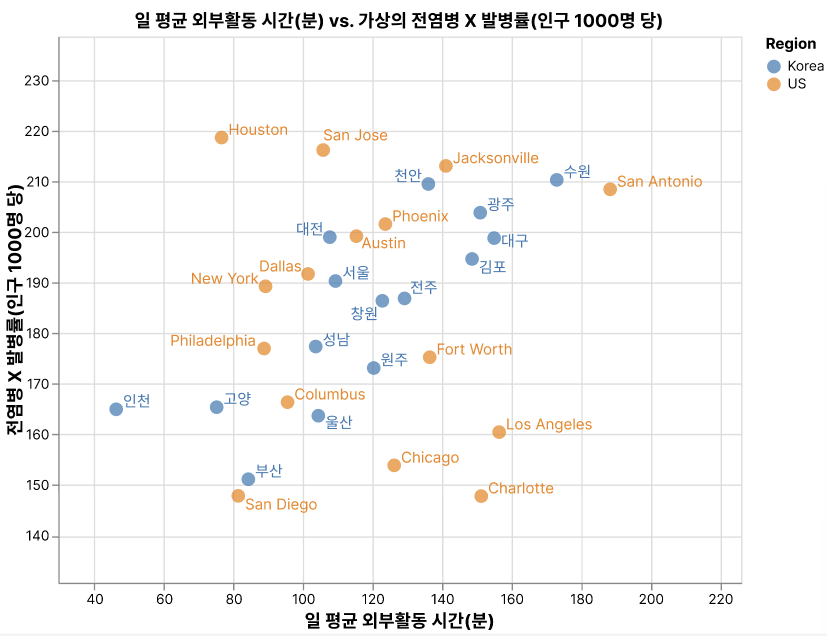 일 평균 외부활동 시간(분) vs. 가상의 전염병 X 발병률(인구 1000명 당)
Region
Korea
US
전염병 X 발병률(인구 1000명 당)
230
220
210
200
190
180
170
160
150
140
Houston
San Jose
Jacksonville
천안
수원
San Antonio
광주
Phoenix
대전
Austin
대구
김포
Dallas
서울
New York
전주
창원
Philadelphia
성남
Fort Worth
원주
Columbus
인천
고양
울산
Los Angeles
Chicago
부산
Charlotte
San Diego
40 60 80 100 120 140 160 180 200 220
일 평균 외부활동 시간(분)